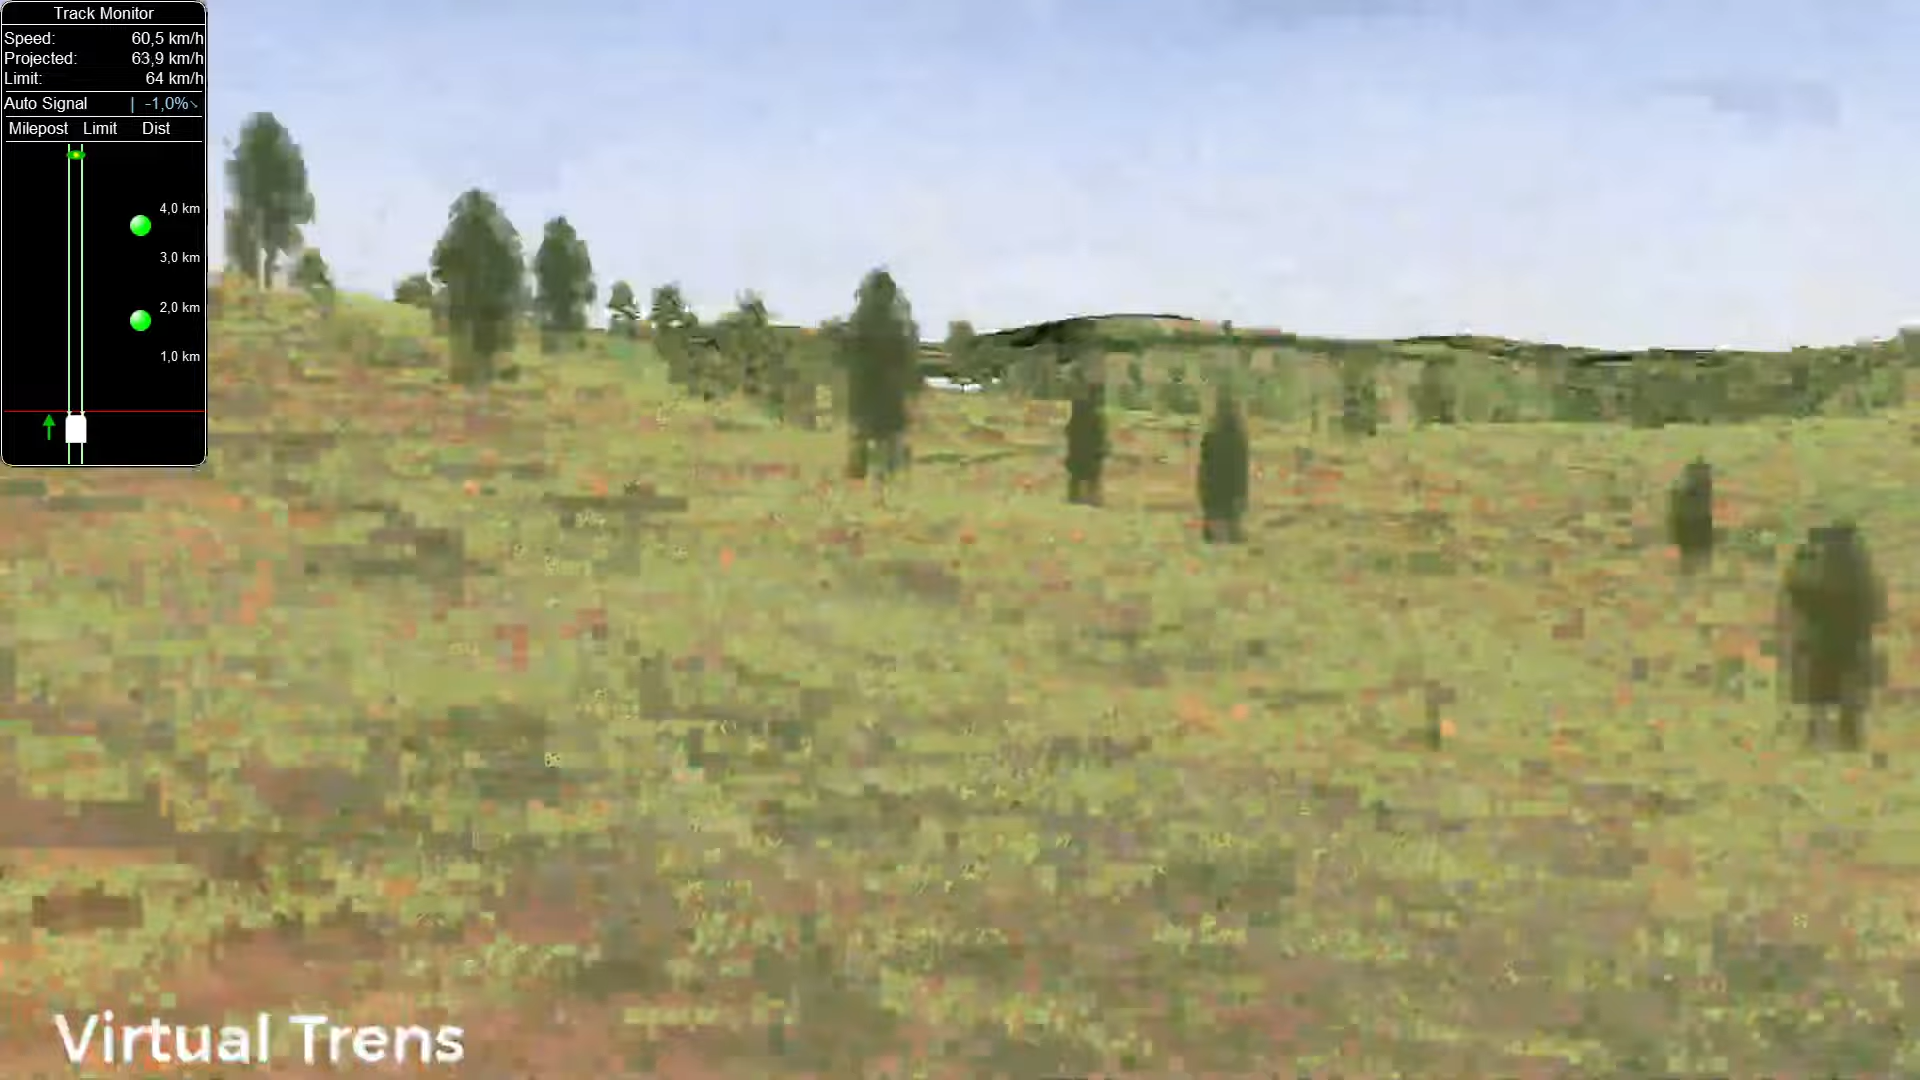 Track Monitor
Speed: 60,5 km/h
Projected: 63,9 km/h
Limit: 64 km/h
Auto Signal | -1,0%
Milepost Limit Dist
4,0 km
3,0 km
2,0 km
1,0 km
Virtual Trens